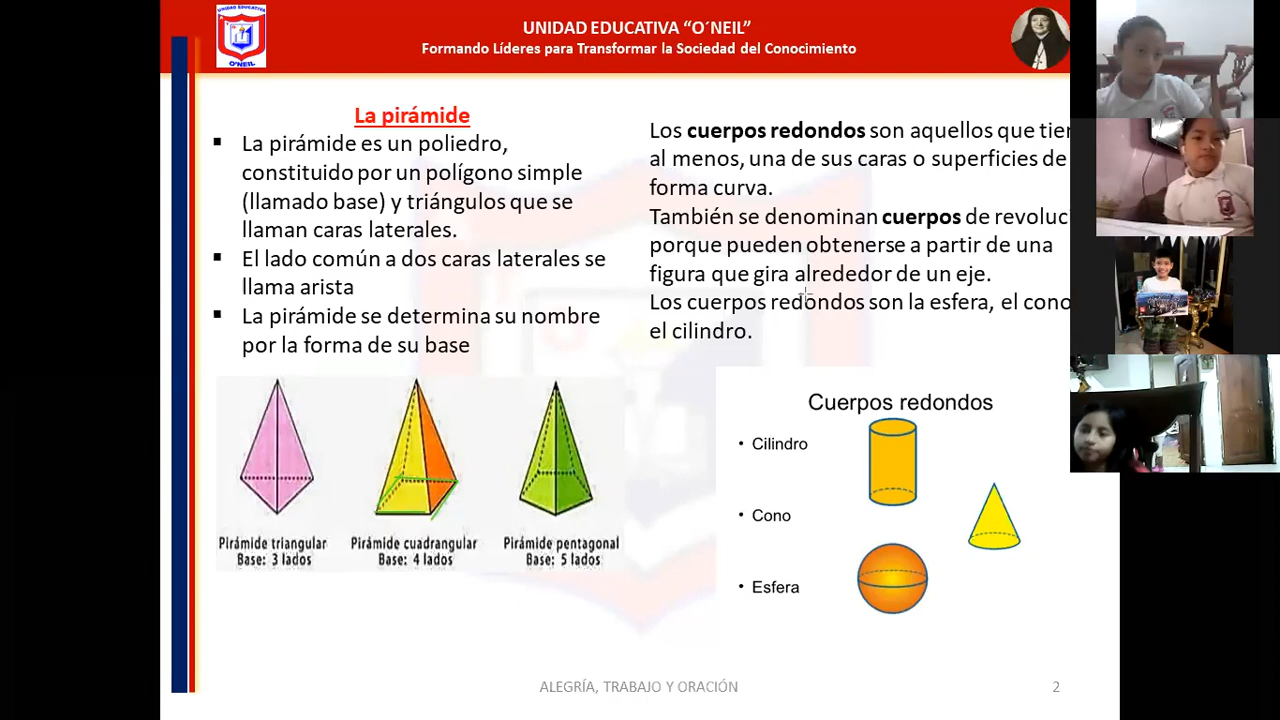 UNIDAD EDUCATIVA
O´NEIL
UNIDAD EDUCATIVA “O´NEIL”
Formando Líderes para Transformar la Sociedad del Conocimiento
La pirámide
▪ La pirámide es un poliedro,
constituido por un polígono simple
(llamado base) y triángulos que se
llaman caras laterales.
▪ El lado común a dos caras laterales se
llama arista
▪ La pirámide se determina su nombre
por la forma de su base
Pirámide triangular
Base: 3 lados
Pirámide cuadrangular
Base: 4 lados
Pirámide pentagonal
Base: 5 lados
Los cuerpos redondos son aquellos que
al menos, una de sus caras o superficies de
forma curva.
También se denominan cuerpos de
porque pueden obtenerse a partir de una
figura que gira alrededor de un eje.
Los cuerpos redondos son la esfera, el cono
el cilindro.
Cuerpos redondos
• Cilindro
• Cono
• Esfera
ALEGRÍA, TRABAJO Y ORACIÓN
2